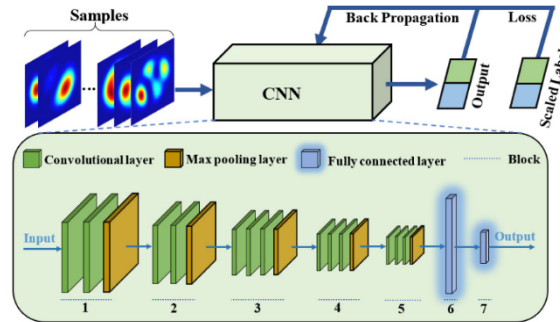 Samples
Back Propagation
Loss
CNN
Output
Scaled Label
Convolutional layer
Max pooling layer
Fully connected layer
Block
Input
Output
1
2
3
4
5
6
7